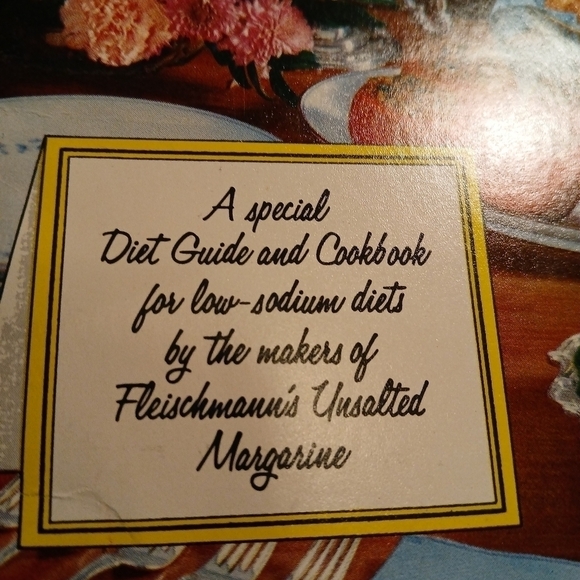 A special
Diet Guide and Cookbook
for low-sodium diets
by the makers of
Fleischmann's Unsalted
Margarine